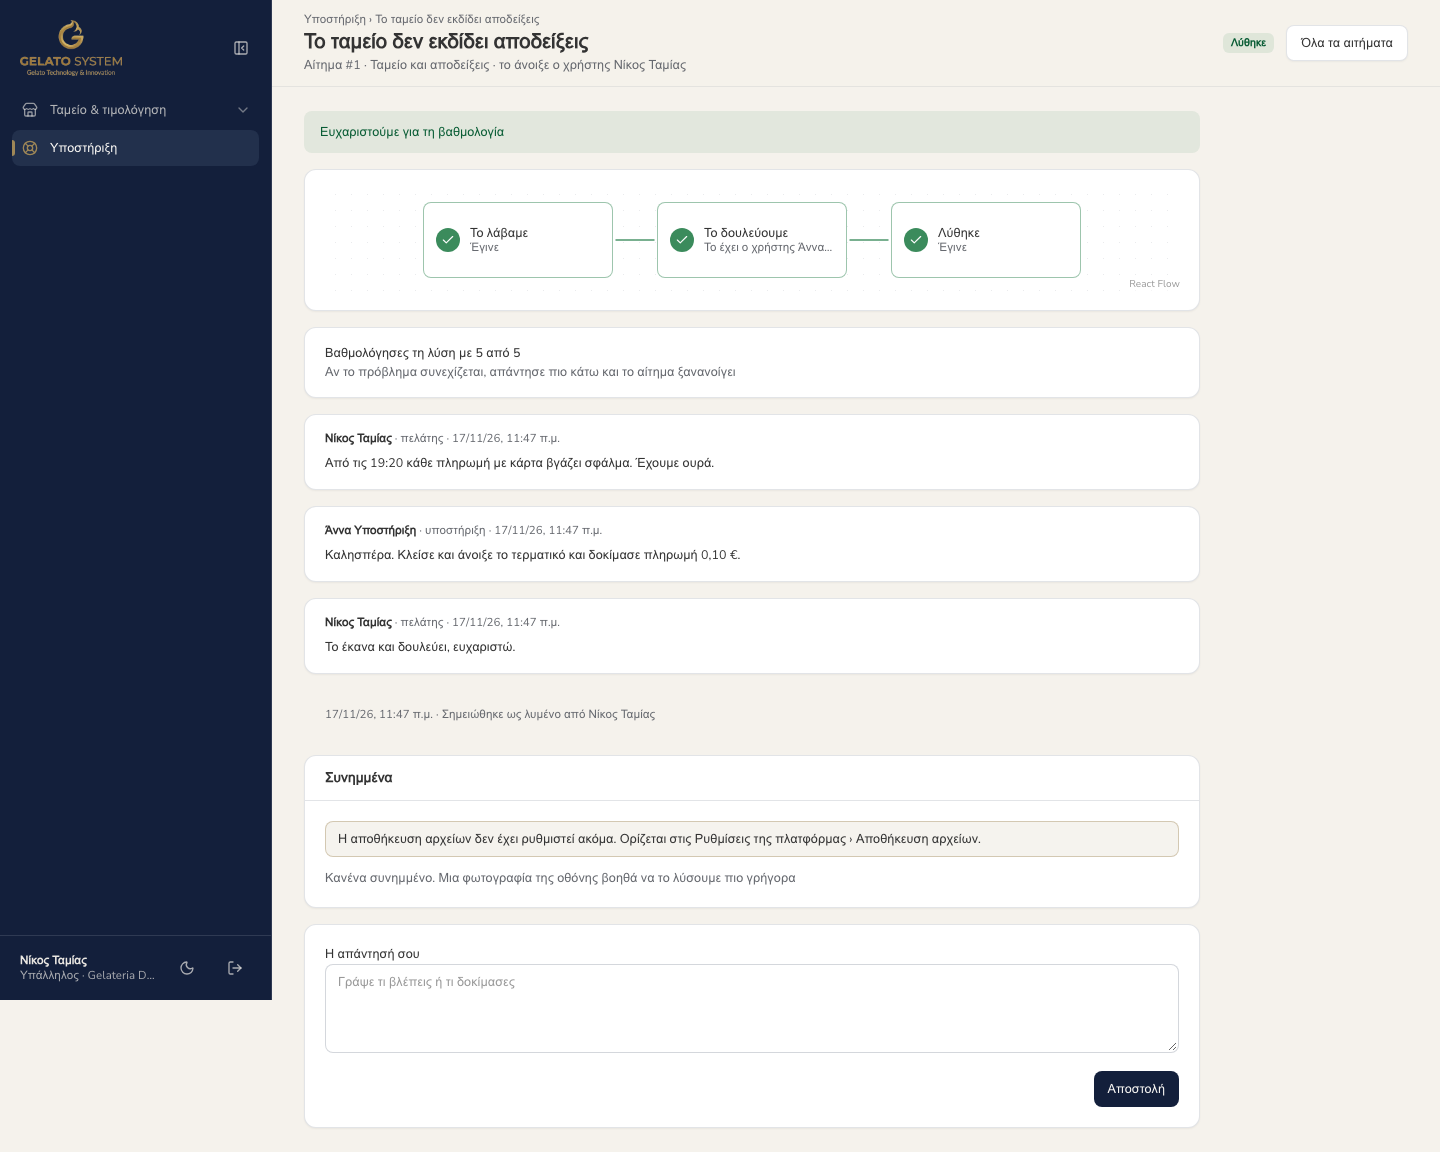 GELATO SYSTEM
Gelato Technology & Innovation
Ταμείο & τιμολόγηση
Υποστήριξη
Νίκος Ταμίας
Υπάλληλος · Gelateria D...
Υποστήριξη › Το ταμείο δεν εκδίδει αποδείξεις
Το ταμείο δεν εκδίδει αποδείξεις
Αίτημα #1 · Ταμείο και αποδείξεις · το άνοιξε ο χρήστης Νίκος Ταμίας
Λύθηκε
Όλα τα αιτήματα
Ευχαριστούμε για τη βαθμολογία
Το λάβαμε
Έγινε
Το δουλεύουμε
Το έχει ο χρήστης Άννα...
Λύθηκε
Έγινε
React Flow
Βαθμολόγησες τη λύση με 5 από 5
Αν το πρόβλημα συνεχίζεται, απάντησε πιο κάτω και το αίτημα ξανανοίγει
Νίκος Ταμίας · πελάτης · 17/11/26, 11:47 π.μ.
Από τις 19:20 κάθε πληρωμή με κάρτα βγάζει σφάλμα. Έχουμε ουρά.
Άννα Υποστήριξη · υποστήριξη · 17/11/26, 11:47 π.μ.
Καλησπέρα. Κλείσε και άνοιξε το τερματικό και δοκίμασε πληρωμή 0,10 €.
Νίκος Ταμίας · πελάτης · 17/11/26, 11:47 π.μ.
Το έκανα και δουλεύει, ευχαριστώ.
17/11/26, 11:47 π.μ. · Σημειώθηκε ως λυμένο από Νίκος Ταμίας
Συνημμένα
Η αποθήκευση αρχείων δεν έχει ρυθμιστεί ακόμα. Ορίζεται στις Ρυθμίσεις της πλατφόρμας › Αποθήκευση αρχείων.
Κανένα συνημμένο. Μια φωτογραφία της οθόνης βοηθά να το λύσουμε πιο γρήγορα
Η απάντησή σου
Γράψε τι βλέπεις ή τι δοκίμασες
Αποστολή